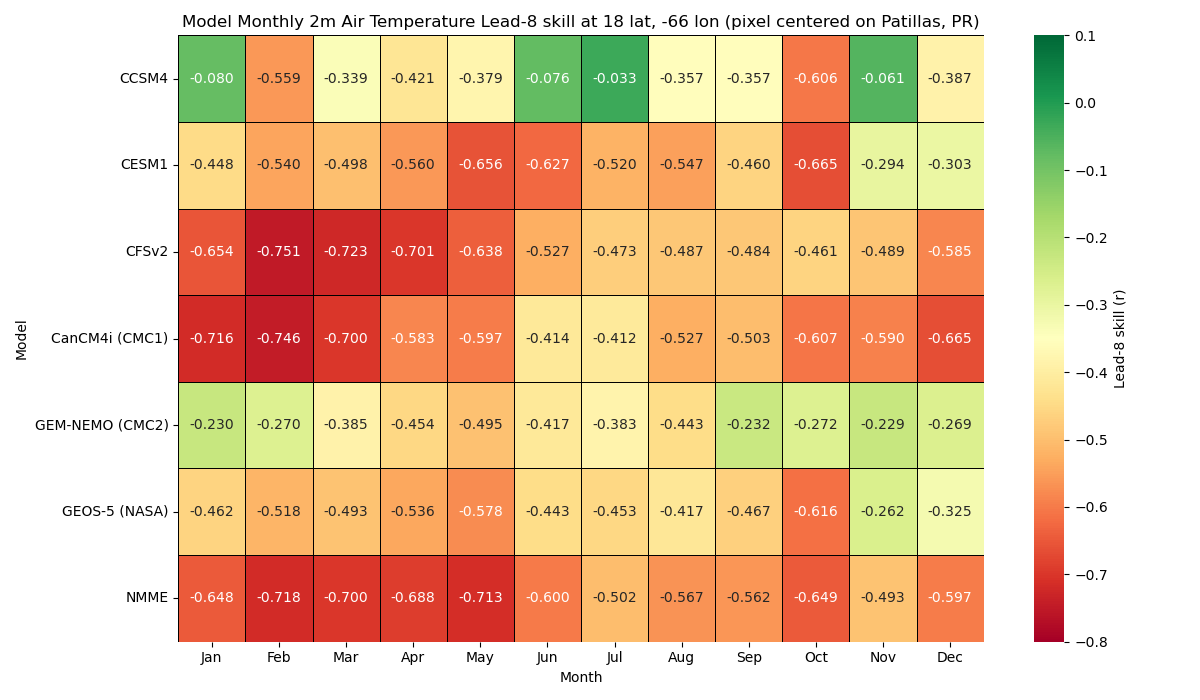 Model Monthly 2m Air Temperature Lead-8 skill at 18 lat, -66 lon (pixel centered on Patillas, PR)
CCSM4 -0.080 -0.559 -0.339 -0.421 -0.379 -0.076 -0.033 -0.357 -0.357 -0.606 -0.061 -0.387
CESM1 -0.448 -0.540 -0.498 -0.560 -0.656 -0.627 -0.520 -0.547 -0.460 -0.665 -0.294 -0.303
CFSv2 -0.654 -0.751 -0.723 -0.701 -0.638 -0.527 -0.473 -0.487 -0.484 -0.461 -0.489 -0.585
CanCM4i (CMC1) -0.716 -0.746 -0.700 -0.583 -0.597 -0.414 -0.412 -0.527 -0.503 -0.607 -0.590 -0.665
GEM-NEMO (CMC2) -0.230 -0.270 -0.385 -0.454 -0.495 -0.417 -0.383 -0.443 -0.232 -0.272 -0.229 -0.269
GEOS-5 (NASA) -0.462 -0.518 -0.493 -0.536 -0.578 -0.443 -0.453 -0.417 -0.467 -0.616 -0.262 -0.325
NMME -0.648 -0.718 -0.700 -0.688 -0.713 -0.600 -0.502 -0.567 -0.562 -0.649 -0.493 -0.597
Jan Feb Mar Apr May Jun Jul Aug Sep Oct Nov Dec
Month
Model
0.1
0.0
−0.1
−0.2
−0.3
−0.4
−0.5
−0.6
−0.7
−0.8
Lead-8 skill (r)